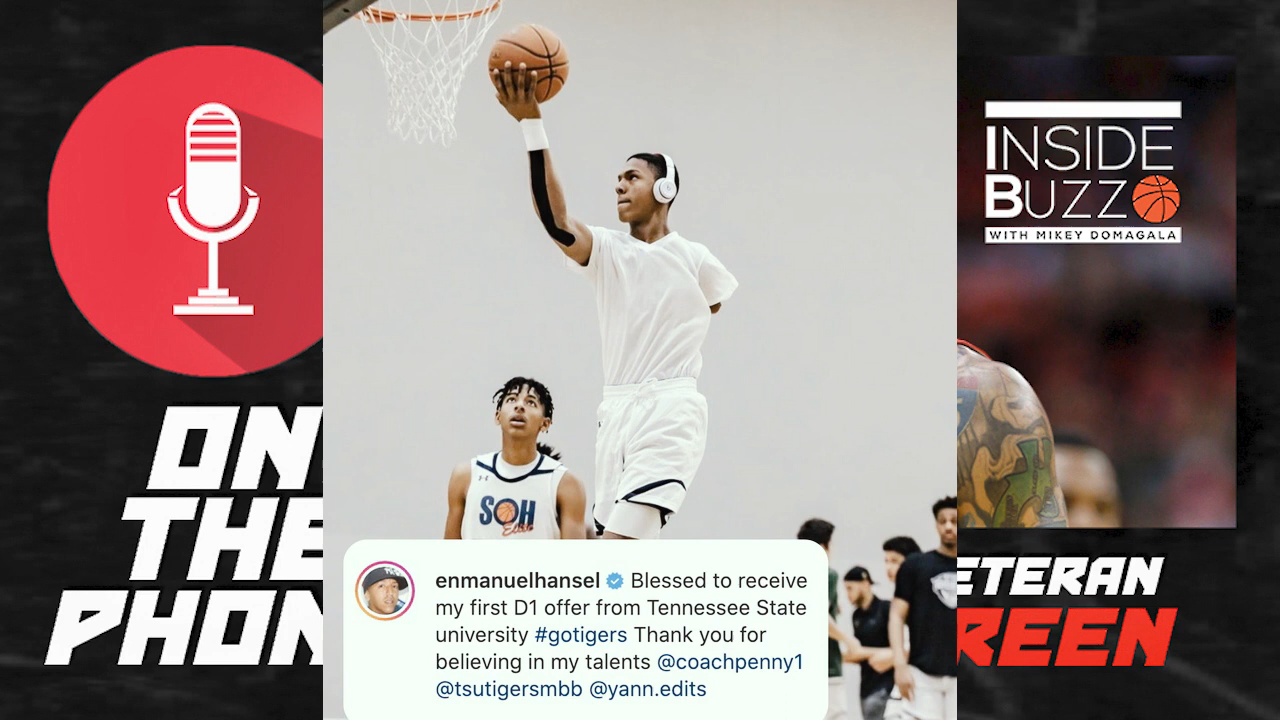 INSIDE
BUZZ
WITH MIKEY DOMAGALA
ON
THE
PHON
SOH
Elite
enmanuelhansel Blessed to receive
my first D1 offer from Tennessee State
university #gotigers Thank you for
believing in my talents @coachpenny1
@tsutigersmbb @yann.edits
ETERAN
REEN